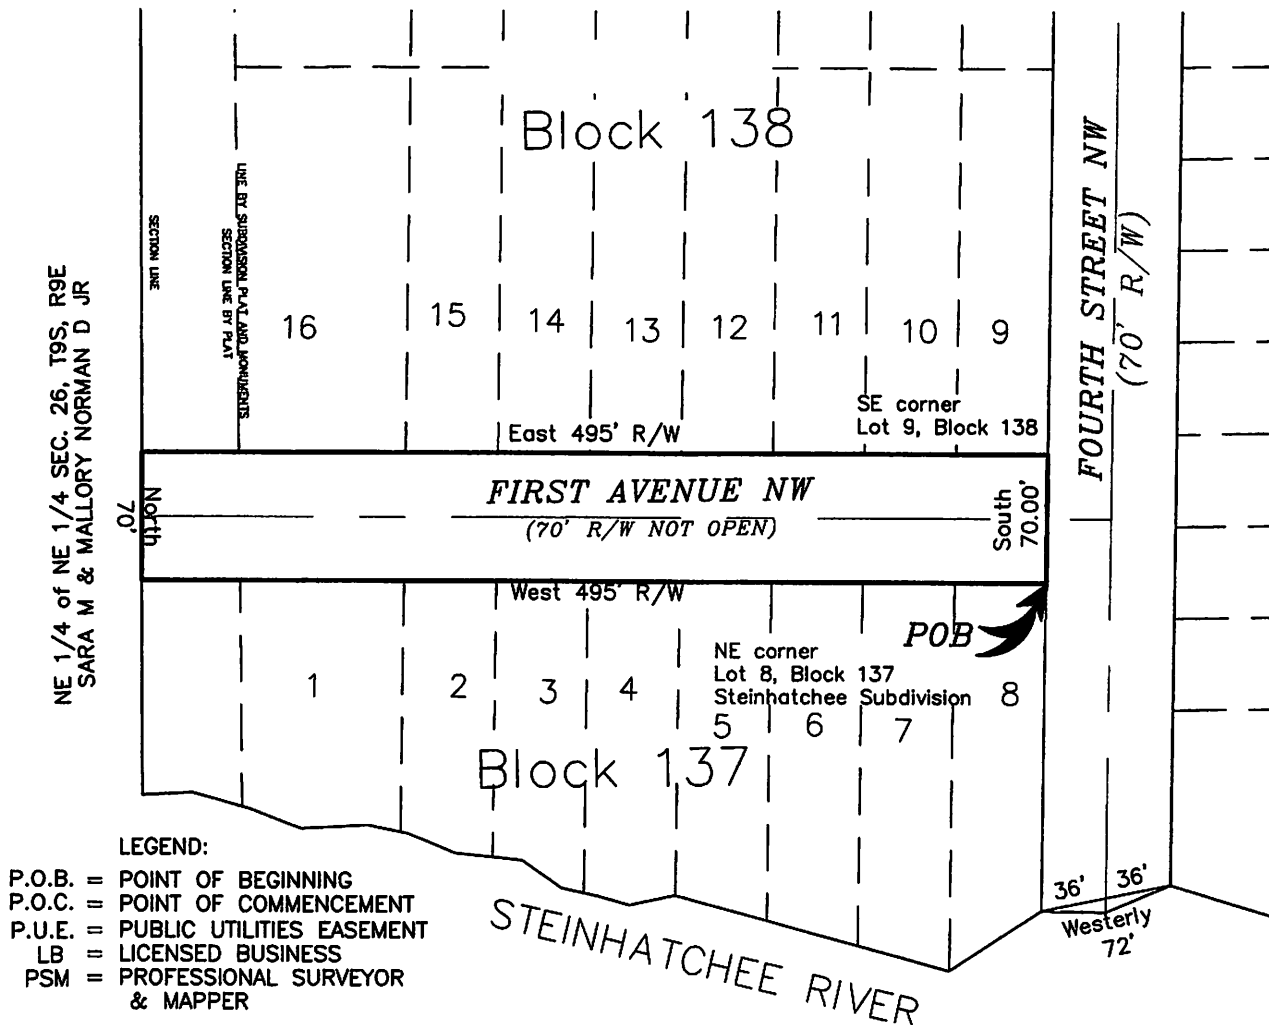 Block 138
FOURTH STREET NW
(70' R/W)
SECTION LINE
LINE BY SUBDIVISION PLAT AND MONUMENTS
SECTION LINE BY PLAT
16
15
14
13
12
11
10
9
NE 1/4 of NE 1/4 SEC. 26, T9S, R9E
SARA M & MALLORY NORMAN D JR
SE corner
Lot 9, Block 138
East 495' R/W
FIRST AVENUE NW
(70' R/W NOT OPEN)
North
70'
South
70.00'
West 495' R/W
POB
NE corner
Lot 8, Block 137
Steinhatchee Subdivision
1
2
3
4
5
6
7
8
Block 137
LEGEND:
P.O.B. = POINT OF BEGINNING
P.O.C. = POINT OF COMMENCEMENT
P.U.E. = PUBLIC UTILITIES EASEMENT
LB = LICENSED BUSINESS
PSM = PROFESSIONAL SURVEYOR
& MAPPER
STEINHATCHEE RIVER
36'
36'
Westerly
72'